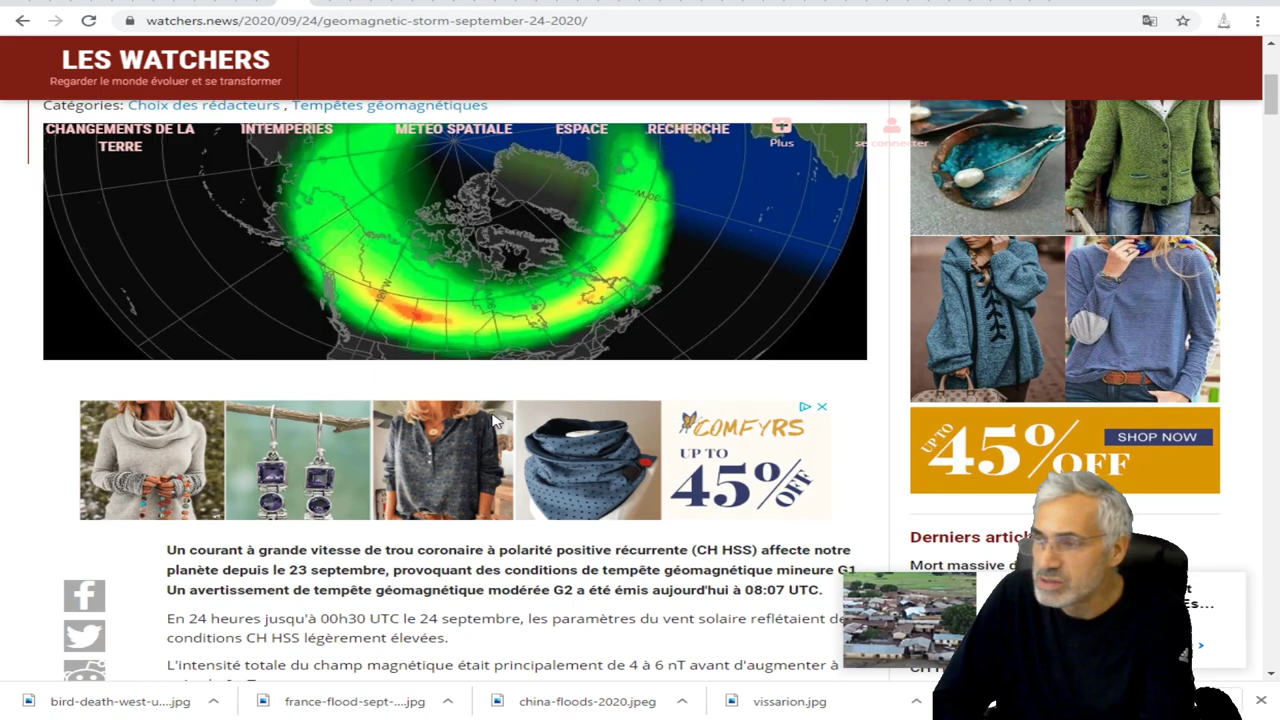 watchers.news/2020/09/24/geomagnetic-storm-september-24-2020/
LES WATCHERS
Regarder le monde évoluer et se transformer
Catégories: Choix des rédacteurs , Tempêtes géomagnétiques
CHANGEMENTS DE LA
TERRE
INTEMPERIES
METEO SPATIALE
ESPACE
RECHERCHE
Plus
se connecter
COMFYRS
UP TO
45% OFF
UP TO
45% OFF
SHOP NOW
Un courant à grande vitesse de trou coronaire à polarité positive récurrente (CH HSS) affecte notre
planète depuis le 23 septembre, provoquant des conditions de tempête géomagnétique mineure G1.
Un avertissement de tempête géomagnétique modérée G2 a été émis aujourd'hui à 08:07 UTC.
En 24 heures jusqu'à 00h30 UTC le 24 septembre, les paramètres du vent solaire reflétaient de
conditions CH HSS légèrement élevées.
L'intensité totale du champ magnétique était principalement de 4 à 6 nT avant d'augmenter à
Derniers artic
Mort massive d
bird-death-west-u....jpg
france-flood-sept-....jpg
china-floods-2020.jpeg
vissarion.jpg